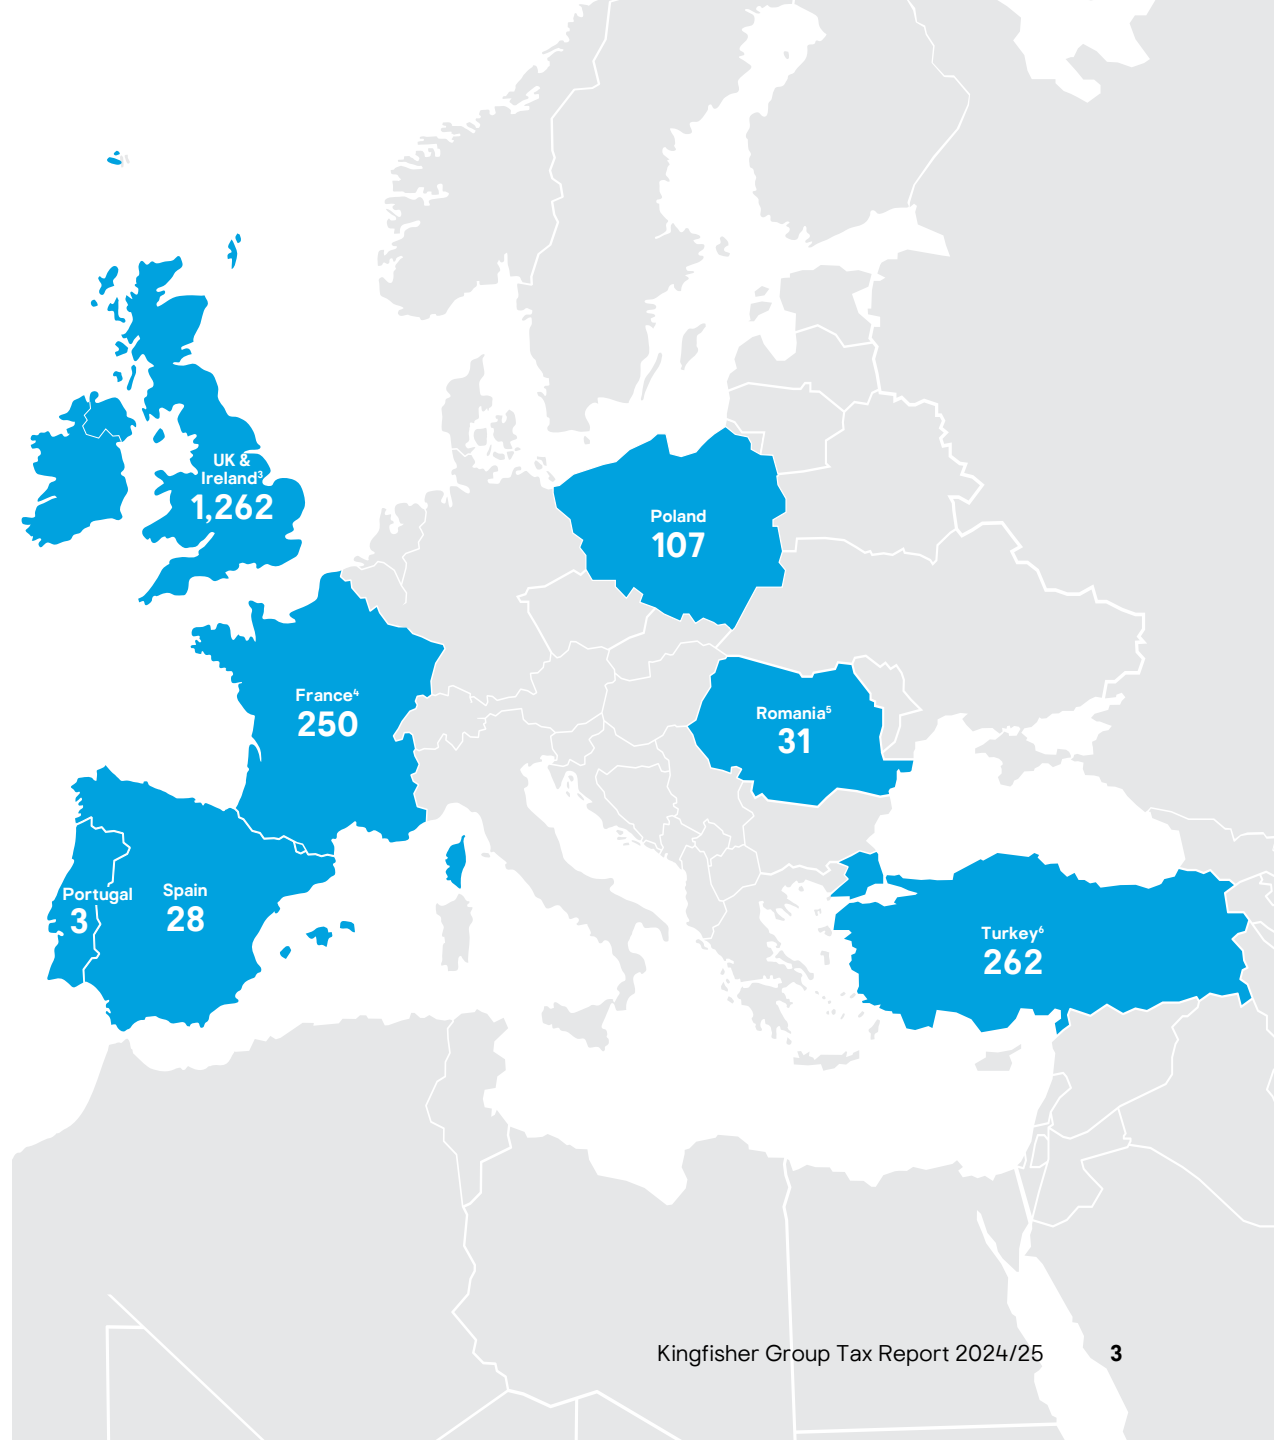 UK &
Ireland³
1,262
Poland
107
France⁴
250
Romania⁵
31
Portugal
3
Spain
28
Turkey⁶
262
Kingfisher Group Tax Report 2024/25 3